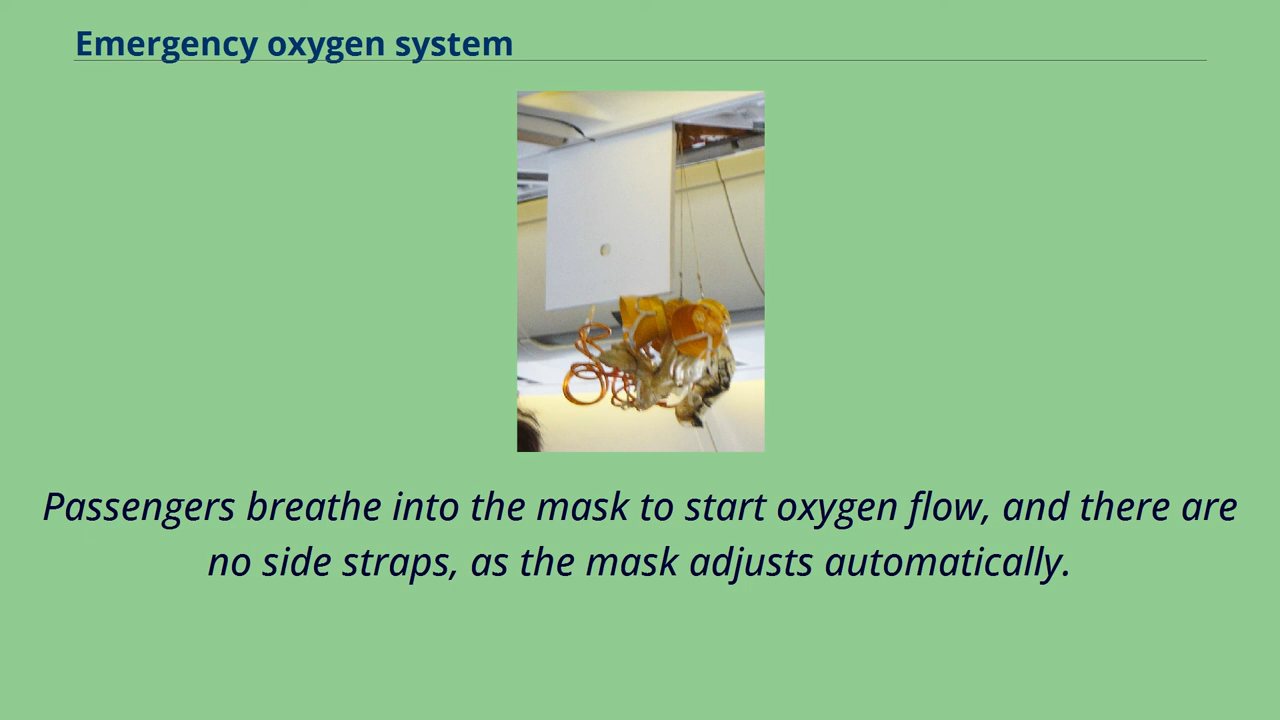 Emergency oxygen system
Passengers breathe into the mask to start oxygen flow, and there are
no side straps, as the mask adjusts automatically.